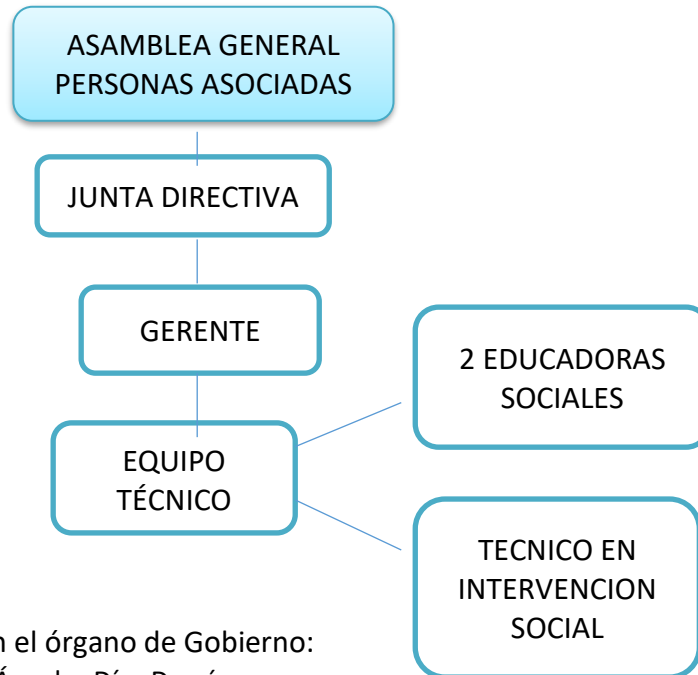 ASAMBLEA GENERAL
PERSONAS ASOCIADAS
JUNTA DIRECTIVA
GERENTE
2 EDUCADORAS
SOCIALES
EQUIPO
TÉCNICO
TECNICO EN
INTERVENCION
SOCIAL
el órgano de Gobierno: